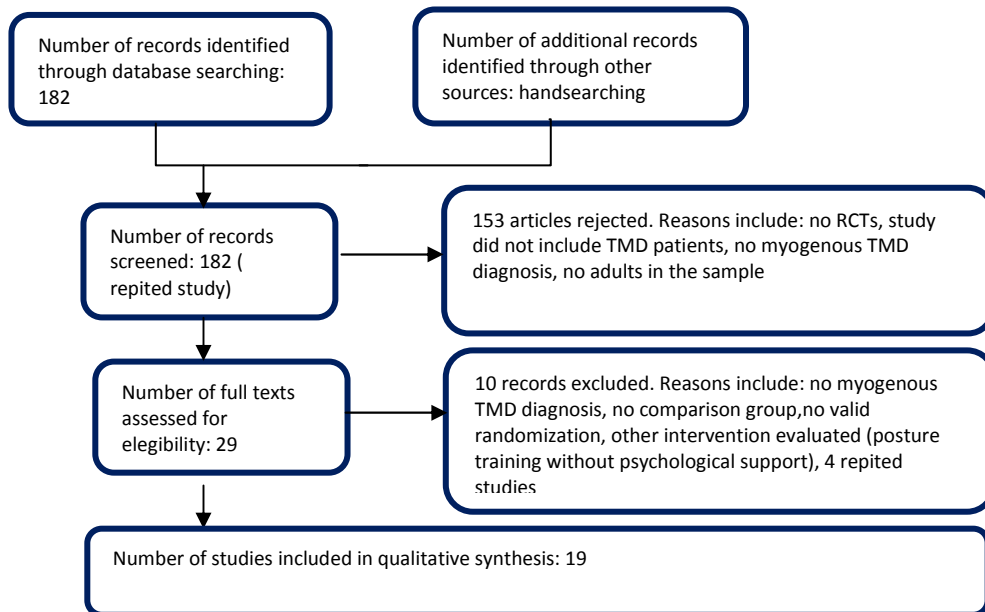 Number of records identified
through database searching:
182
Number of additional records
identified through other
sources: handsearching
Number of records
screened: 182 (
repited study)
153 articles rejected. Reasons include: no RCTs, study
did not include TMD patients, no myogenous TMD
diagnosis, no adults in the sample
Number of full texts
assessed for
elegibility: 29
10 records excluded. Reasons include: no myogenous
TMD diagnosis, no comparison group,no valid
randomization, other intervention evaluated (posture
training without psychological support), 4 repited
studies
Number of studies included in qualitative synthesis: 19